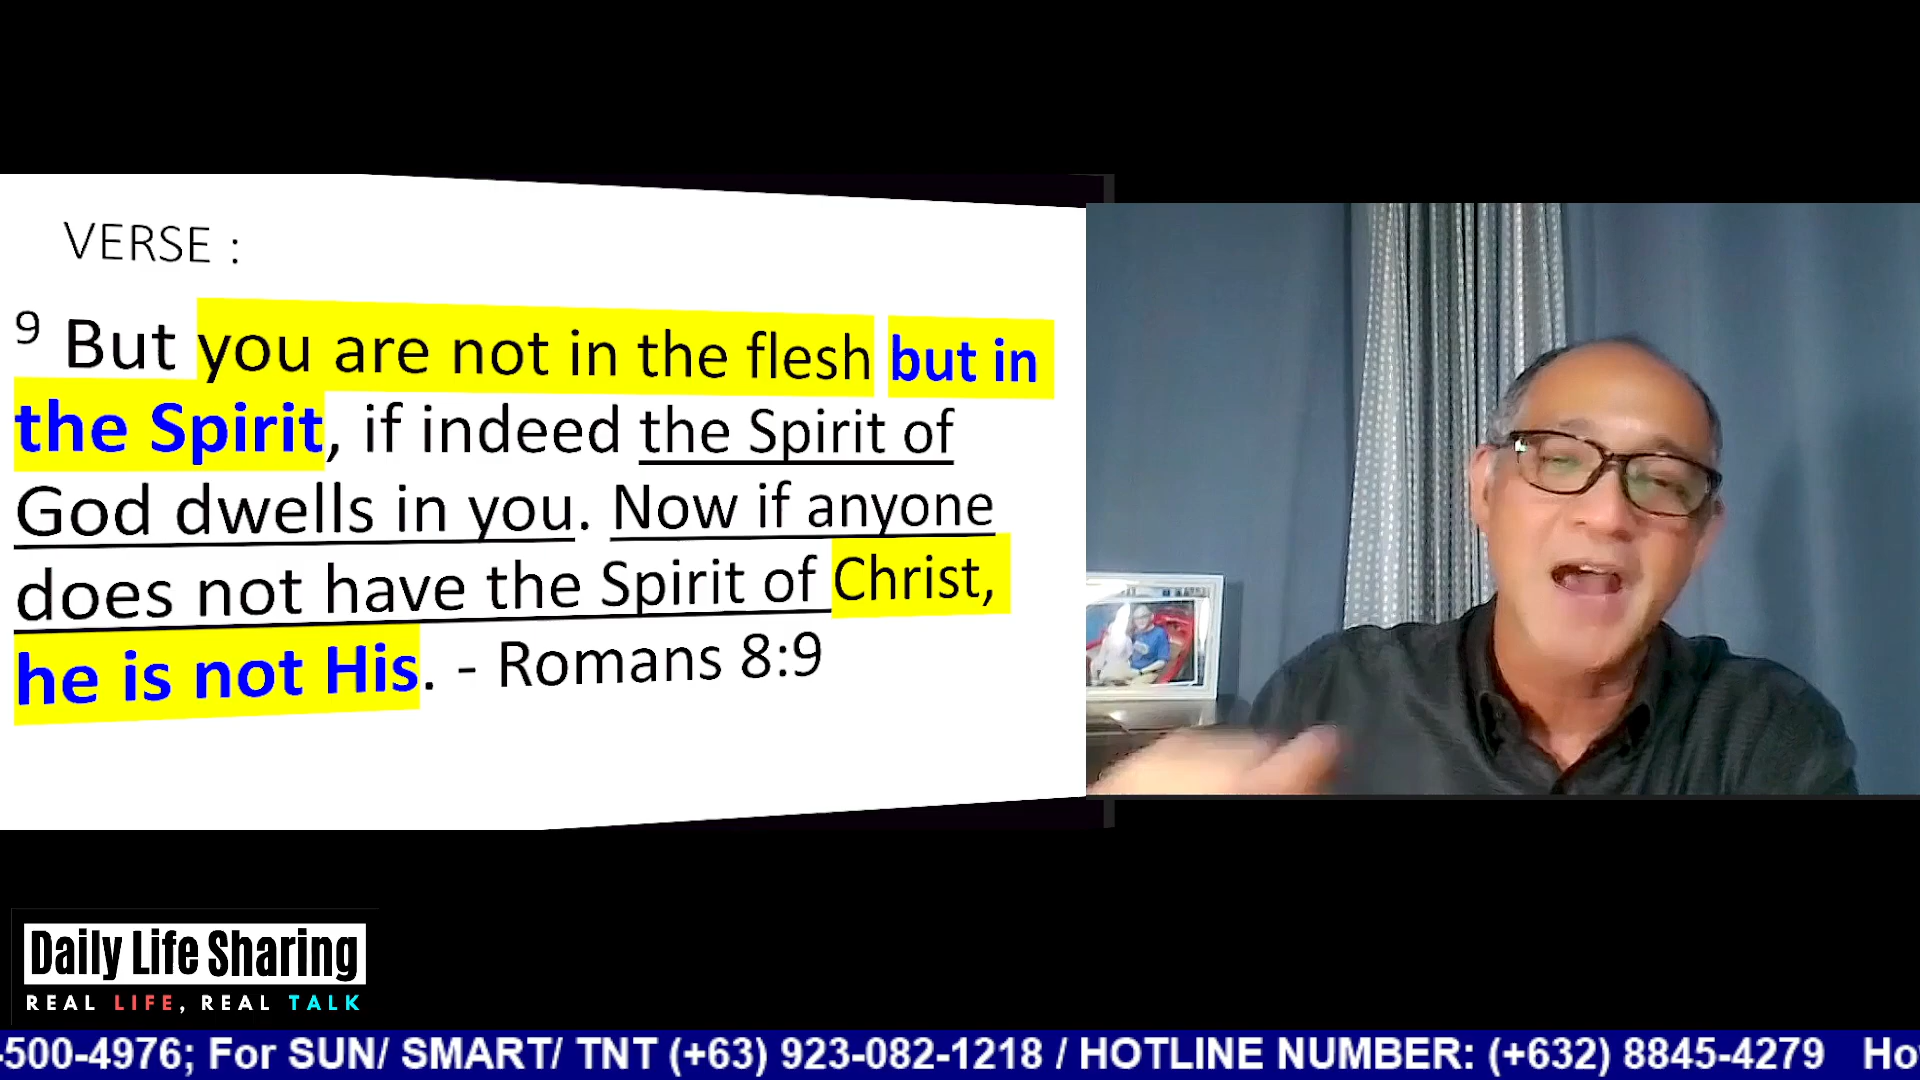 VERSE :
9 But you are not in the flesh but in
the Spirit, if indeed the Spirit of
God dwells in you. Now if anyone
does not have the Spirit of Christ,
he is not His. - Romans 8:9
Daily Life Sharing
REAL LIFE, REAL TALK
-500-4976; For SUN/ SMART/ TNT (+63) 923-082-1218 / HOTLINE NUMBER: (+632) 8845-4279